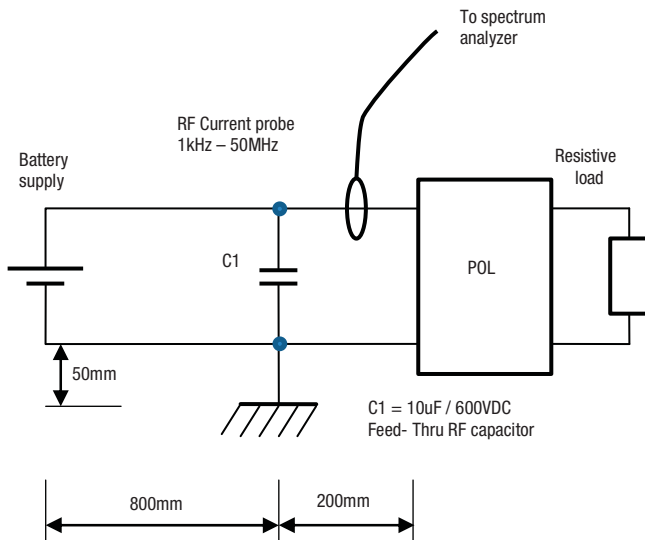 To spectrum
analyzer
RF Current probe
1kHz – 50MHz
Battery
supply
Resistive
load
C1
POL
50mm
C1 = 10uF / 600VDC
Feed- Thru RF capacitor
800mm
200mm